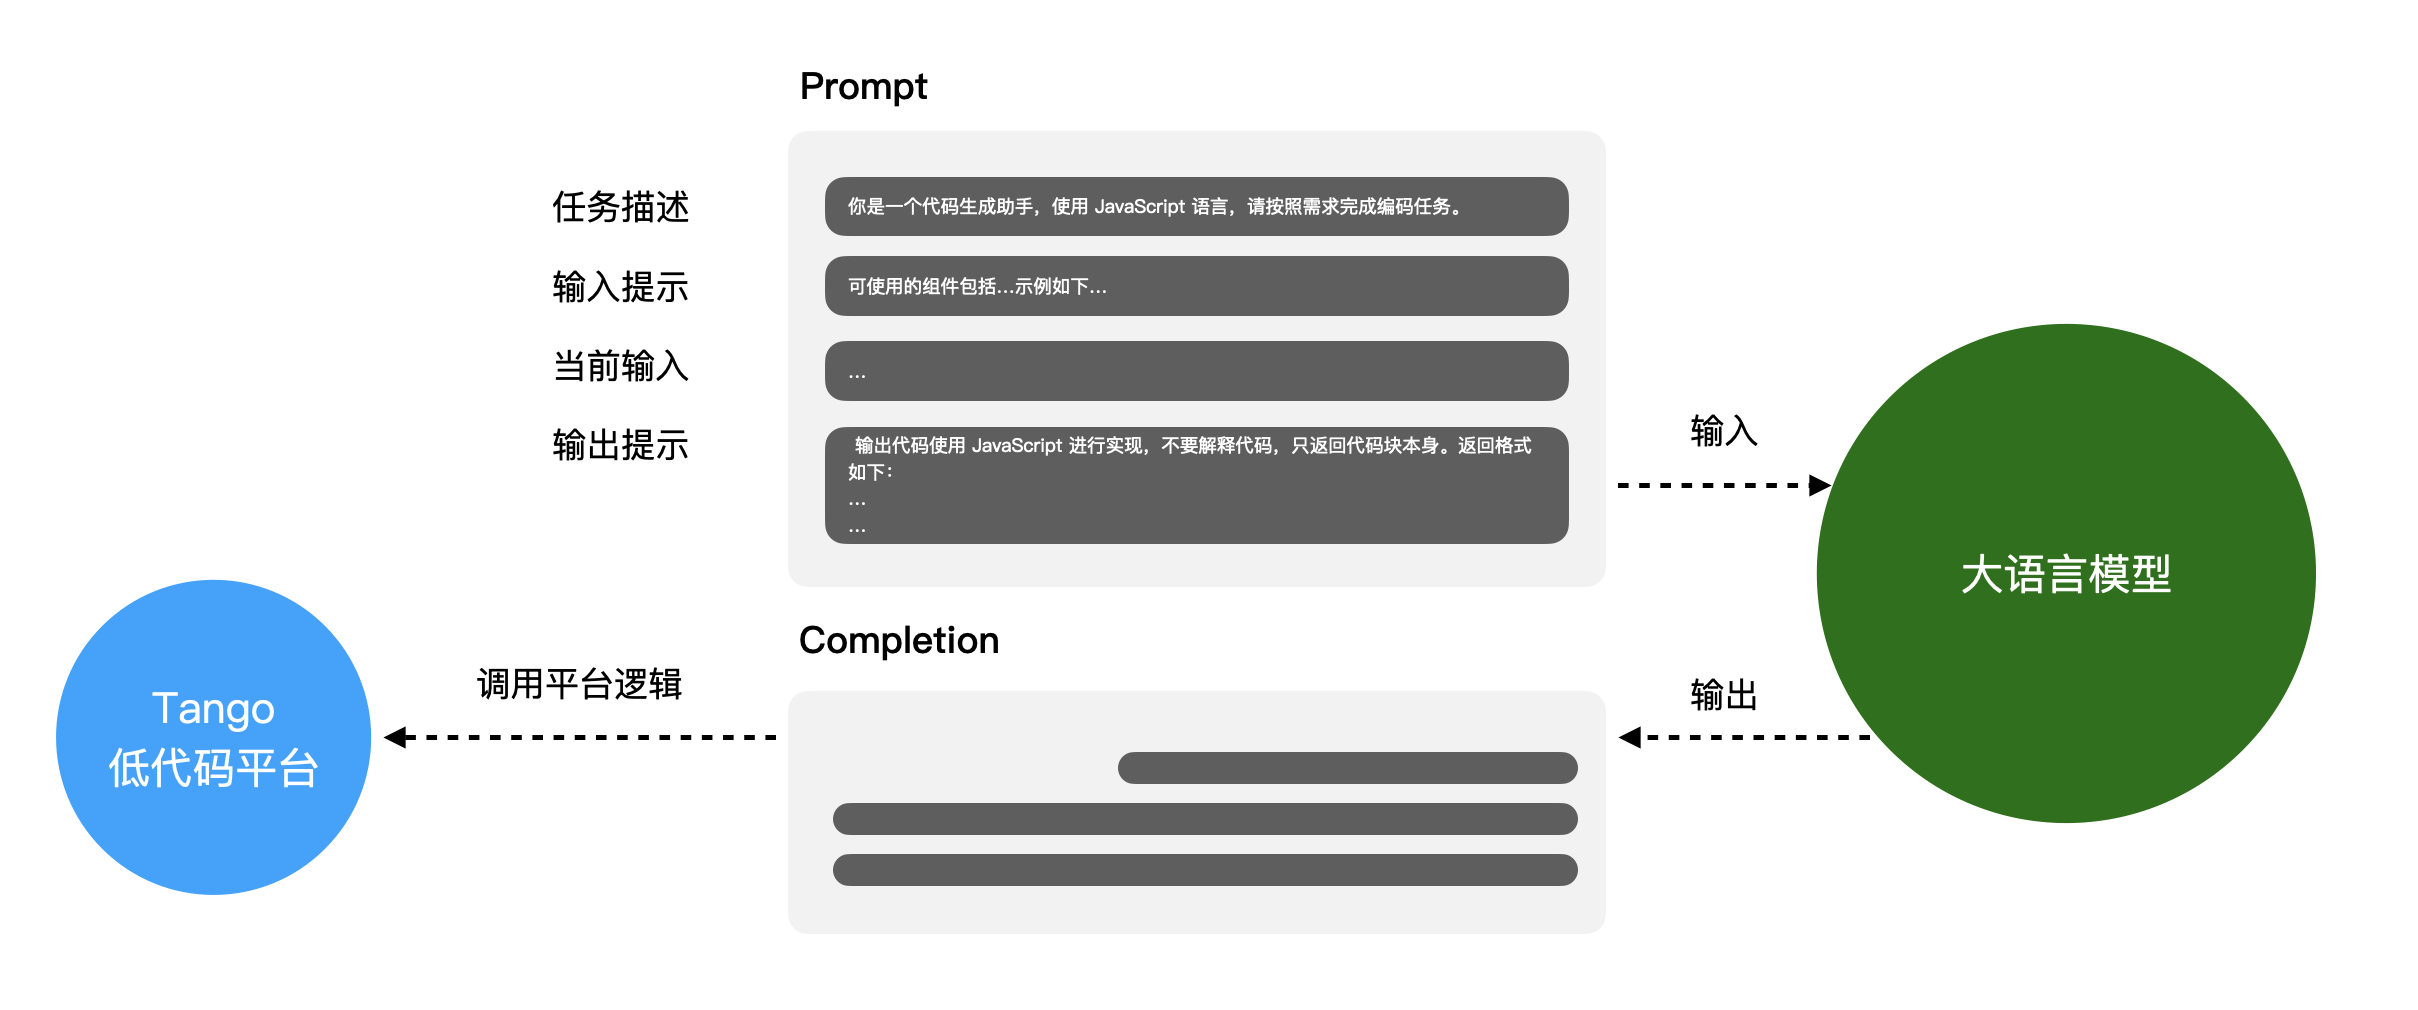 Prompt
任务描述
你是一个代码生成助手，使用 JavaScript 语言，请按照需求完成编码任务。
输入提示
可使用的组件包括...示例如下...
当前输入
...
输出提示
输出代码使用 JavaScript 进行实现，不要解释代码，只返回代码块本身。返回格式
如下：
...
...
输入
大语言模型
Completion
调用平台逻辑
输出
Tango
低代码平台